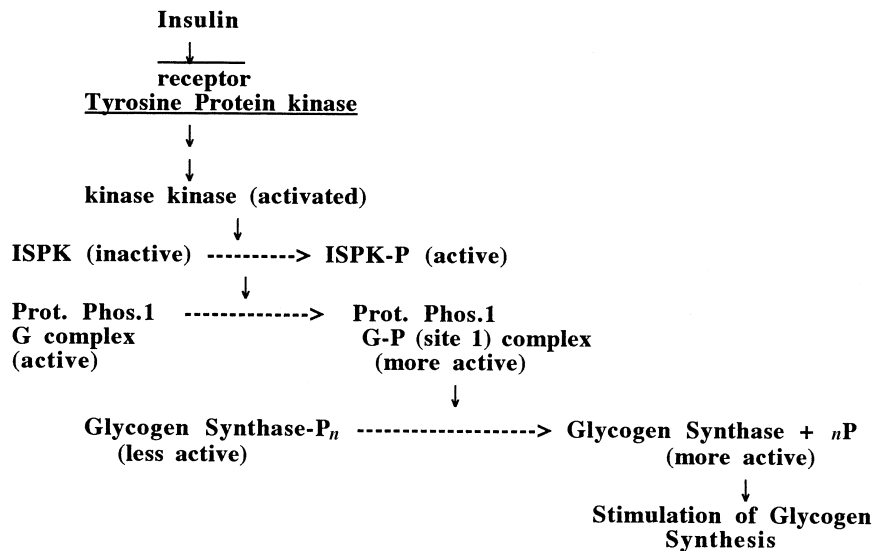 Insulin
receptor
Tyrosine Protein kinase
kinase kinase (activated)
ISPK (inactive) ----------> ISPK-P (active)
Prot. Phos.1 -------------> Prot. Phos.1
G complex G-P (site 1) complex
(active) (more active)
Glycogen Synthase-Pn ------------------> Glycogen Synthase + nP
(less active) (more active)
Stimulation of Glycogen
Synthesis